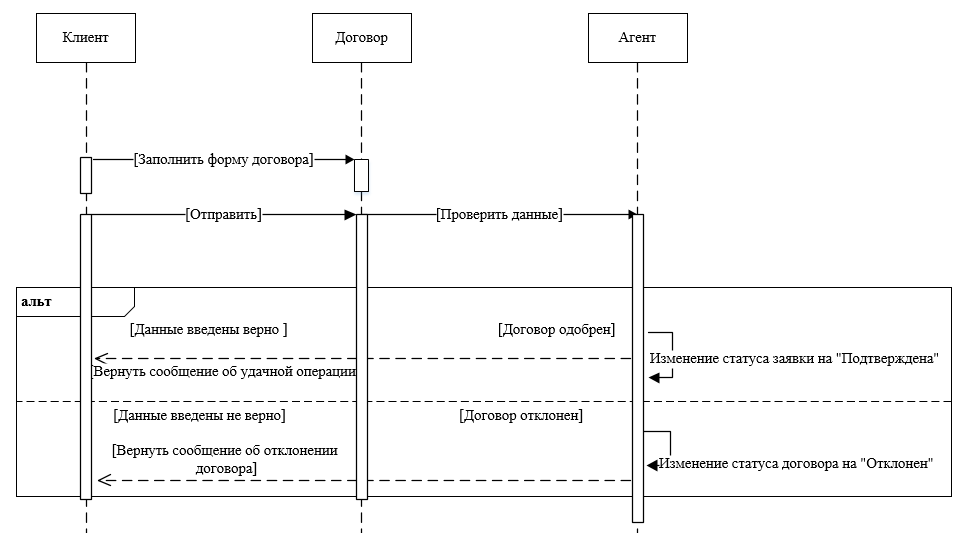 Клиент
Договор
Агент
[Заполнить форму договора]
[Отправить]
[Проверить данные]
альт
[Данные введены верно ]
[Договор одобрен]
Изменение статуса заявки на "Подтверждена"
[Вернуть сообщение об удачной операции
[Данные введены не верно]
[Договор отклонен]
[Вернуть сообщение об отклонении
договора]
Изменение статуса договора на "Отклонен"